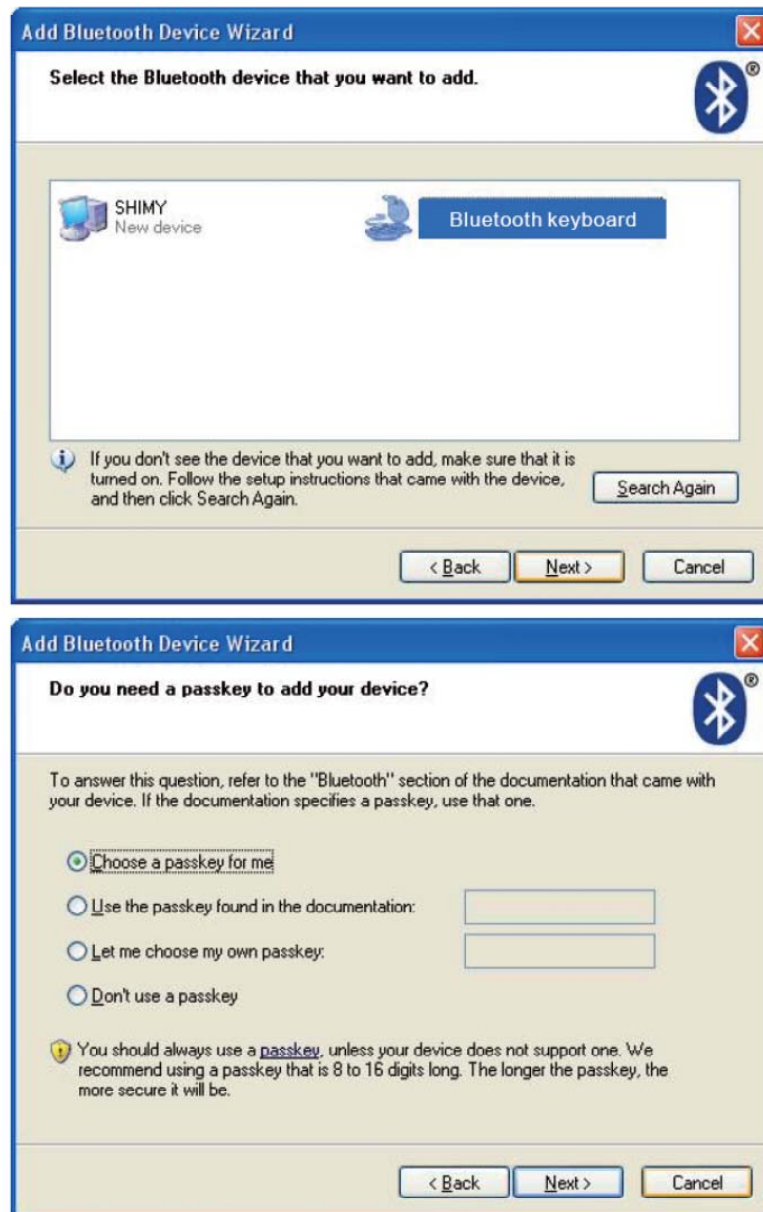 Add Bluetooth Device Wizard
Select the Bluetooth device that you want to add.
®
SHIMY
New device
Bluetooth keyboard
If you don't see the device that you want to add, make sure that it is
turned on. Follow the setup instructions that came with the device,
and then click Search Again.
Search Again
< Back
Next >
Cancel
Add Bluetooth Device Wizard
Do you need a passkey to add your device?
®
To answer this question, refer to the "Bluetooth" section of the documentation that came with
your device. If the documentation specifies a passkey, use that one.
Choose a passkey for me
Use the passkey found in the documentation:
Let me choose my own passkey:
Don't use a passkey
You should always use a passkey, unless your device does not support one. We
recommend using a passkey that is 8 to 16 digits long. The longer the passkey, the
more secure it will be.
< Back
Next >
Cancel